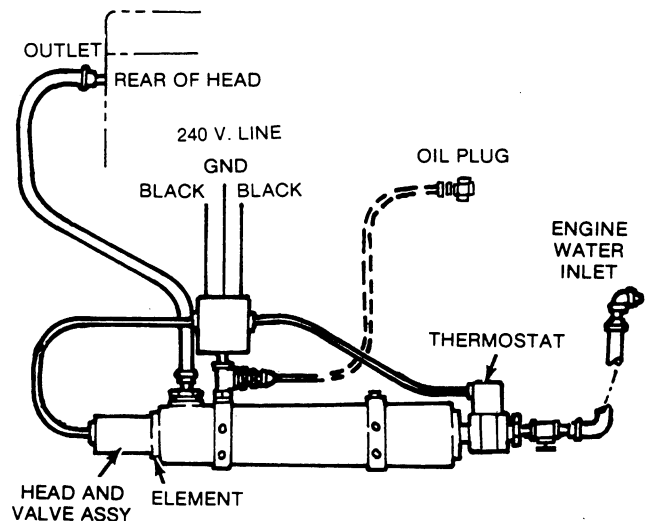 OUTLET
REAR OF HEAD
240 V. LINE
GND
BLACK BLACK
OIL PLUG
ENGINE
WATER
INLET
THERMOSTAT
HEAD AND
VALVE ASSY
ELEMENT